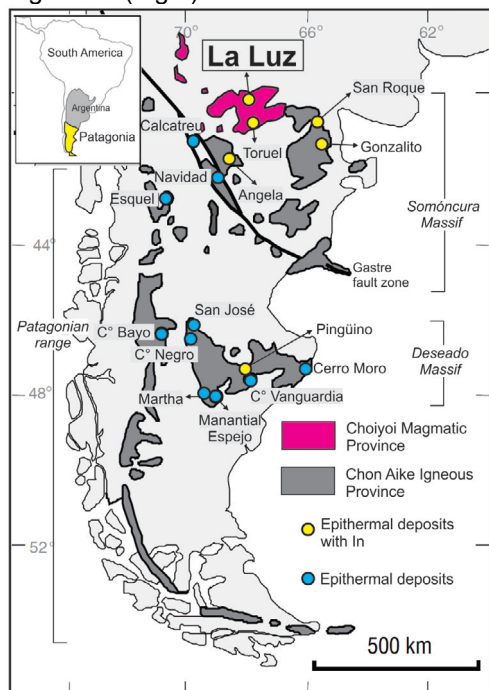 70°
66°
62°
South America
Argentina
Patagonia
La Luz
San Roque
Calcatreu
Toruel
Gonzalito
Navidad
Angela
Esquel
Somóncura
Massif
44°
Gastre
fault zone
San José
Patagonian
range
C° Bayo
Pingüino
C° Negro
Deseado
Massif
Cerro Moro
48°
Martha
C° Vanguardia
Manantial
Espejo
Choiyoi Magmatic
Province
Chon Aike Igneous
Province
Epithermal deposits
with In
52°
Epithermal deposits
500 km